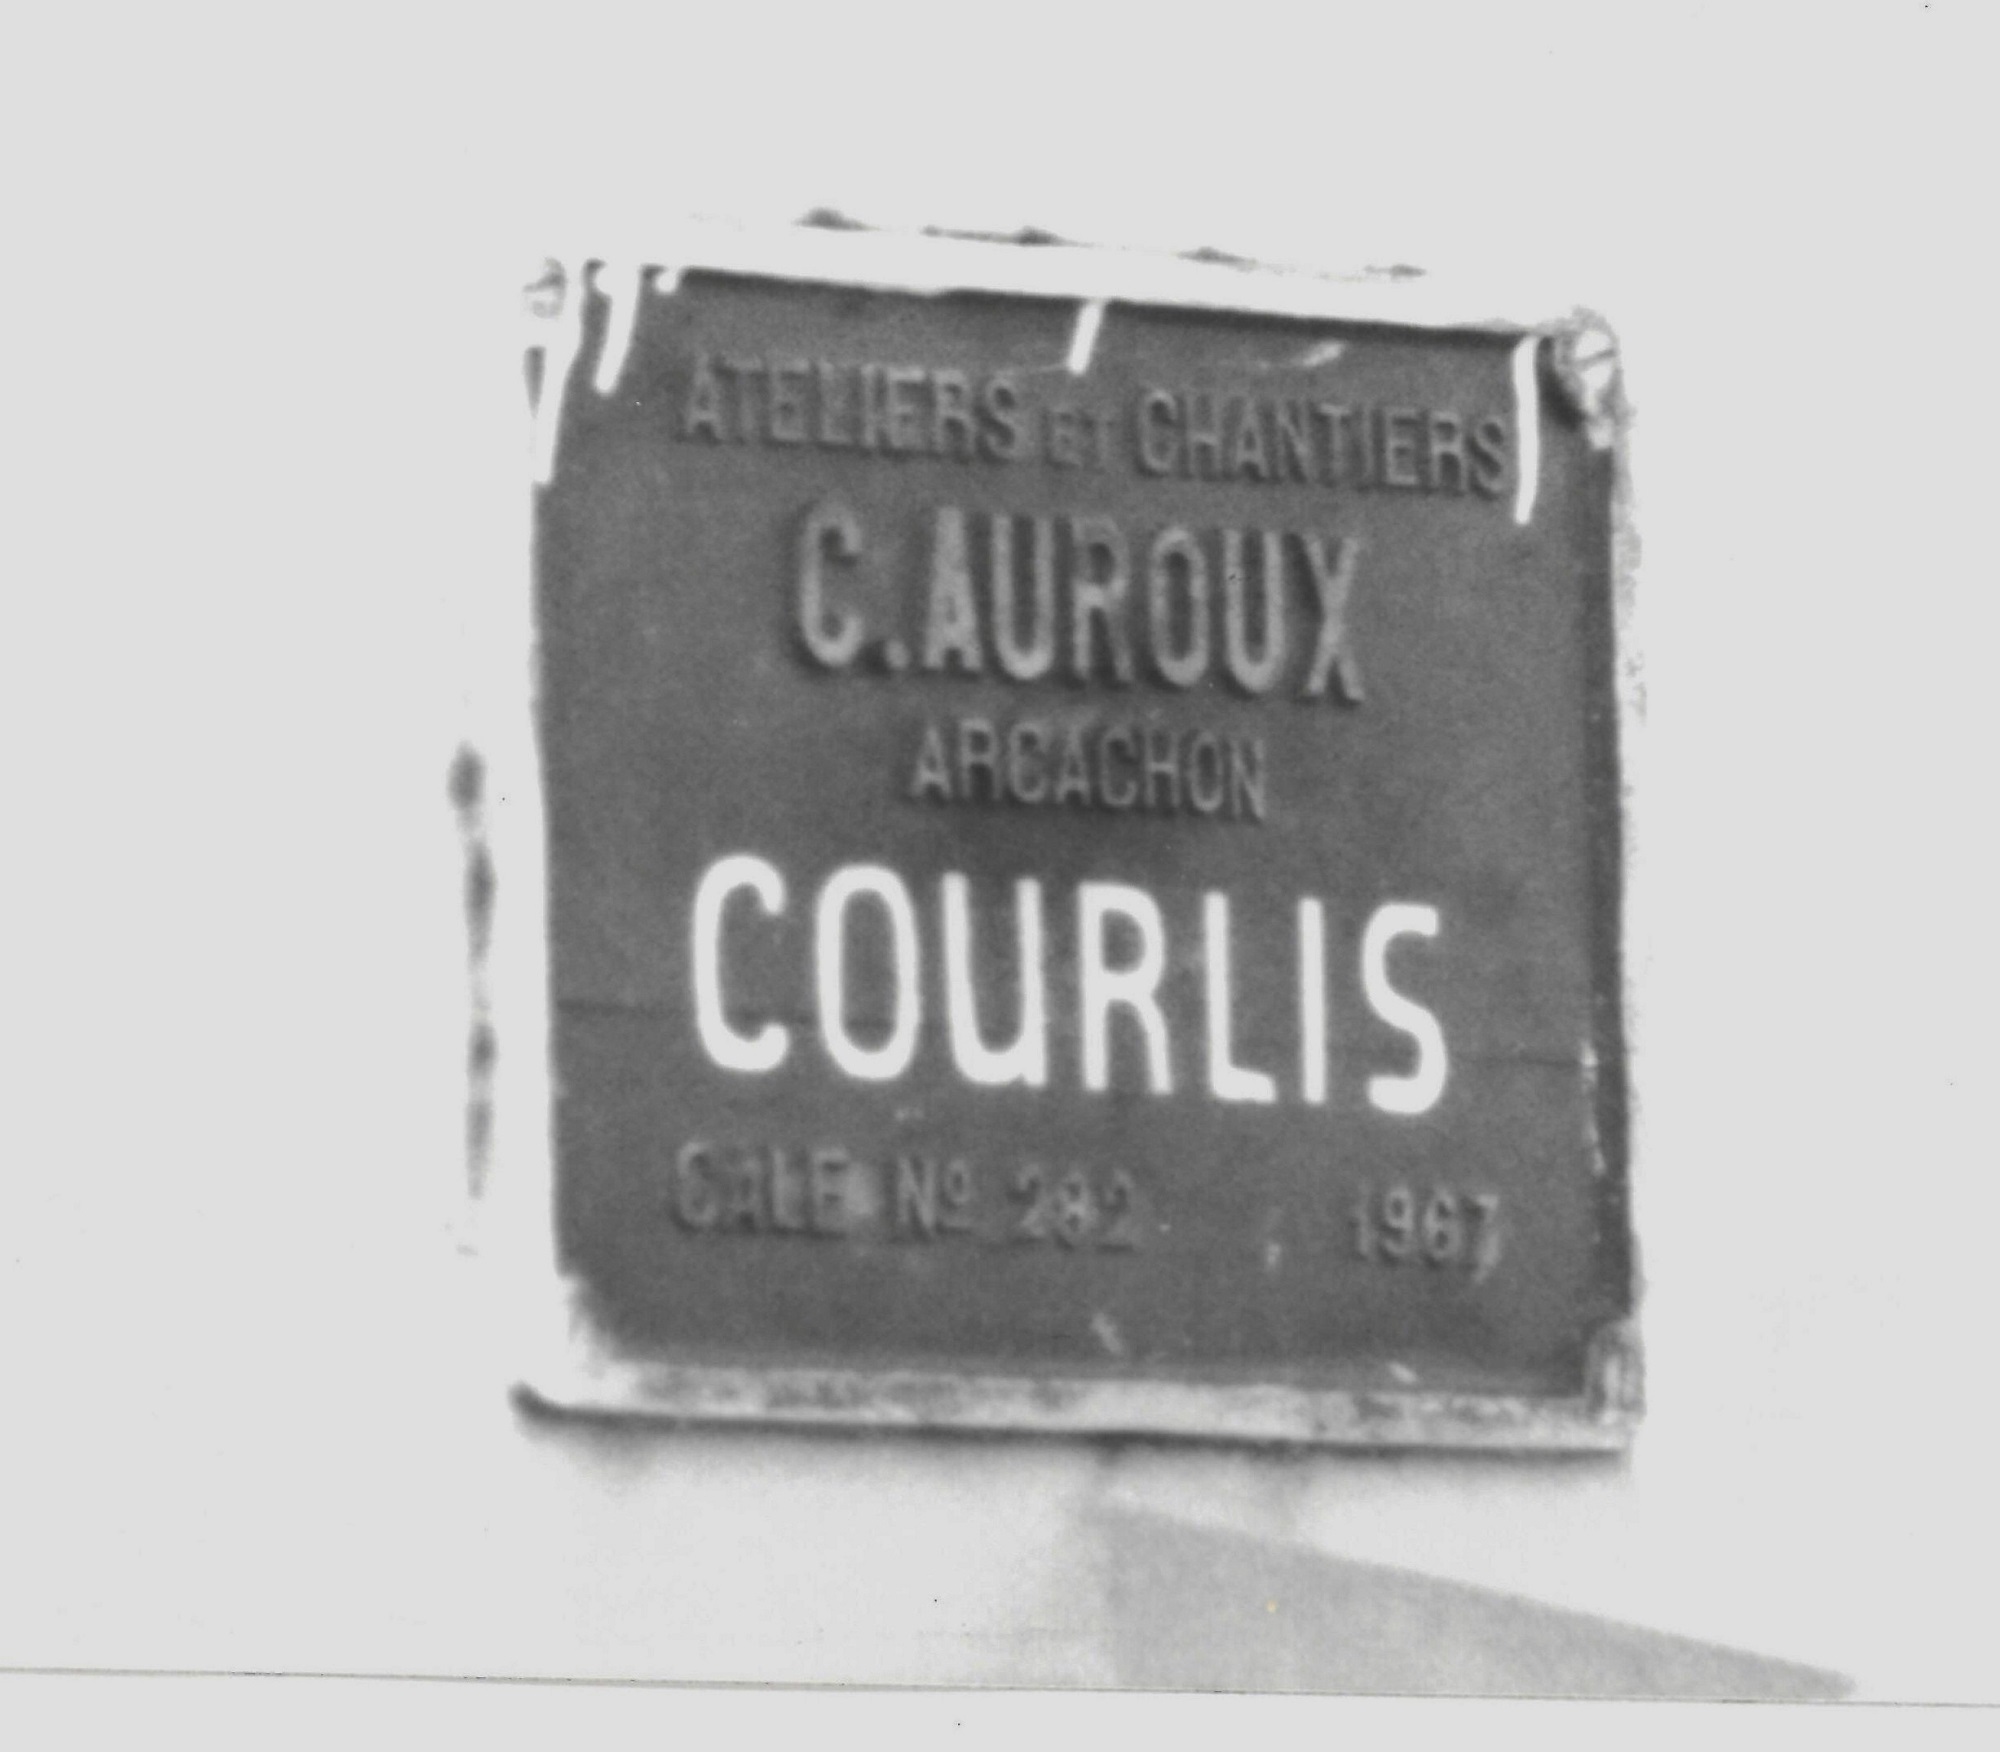 ATELIERS ET CHANTIERS
C. AUROUX
ARCACHON
COURLIS
CALE Nº 282 1967